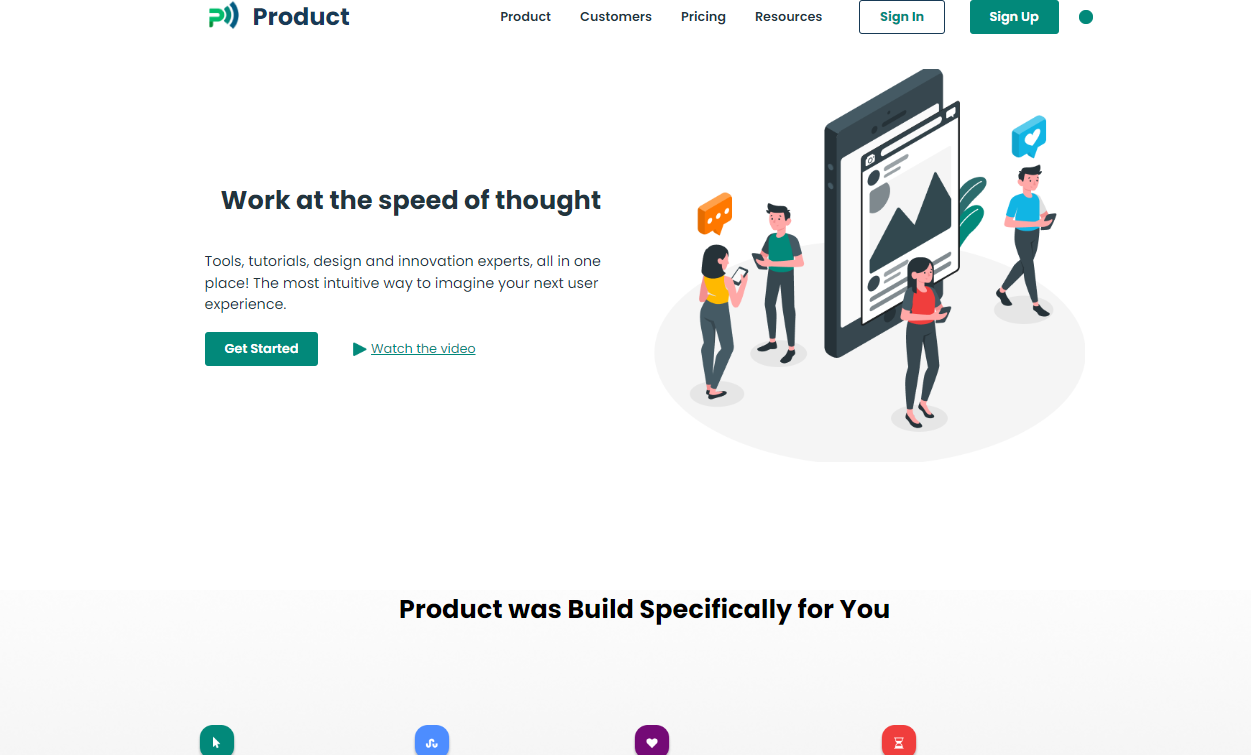 Product
Product Customers Pricing Resources Sign In Sign Up
Work at the speed of thought
Tools, tutorials, design and innovation experts, all in one
place! The most intuitive way to imagine your next user
experience.
Get Started Watch the video
Product was Build Specifically for You